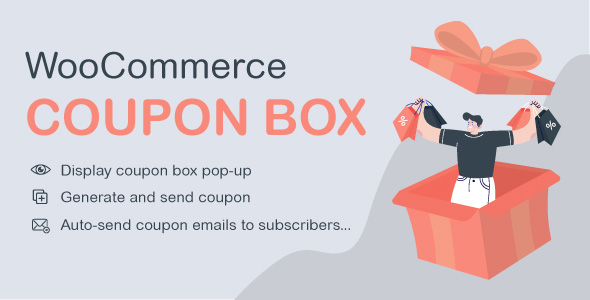 WooCommerce
COUPON BOX
Display coupon box pop-up
Generate and send coupon
Auto-send coupon emails to subscribers...
%
%